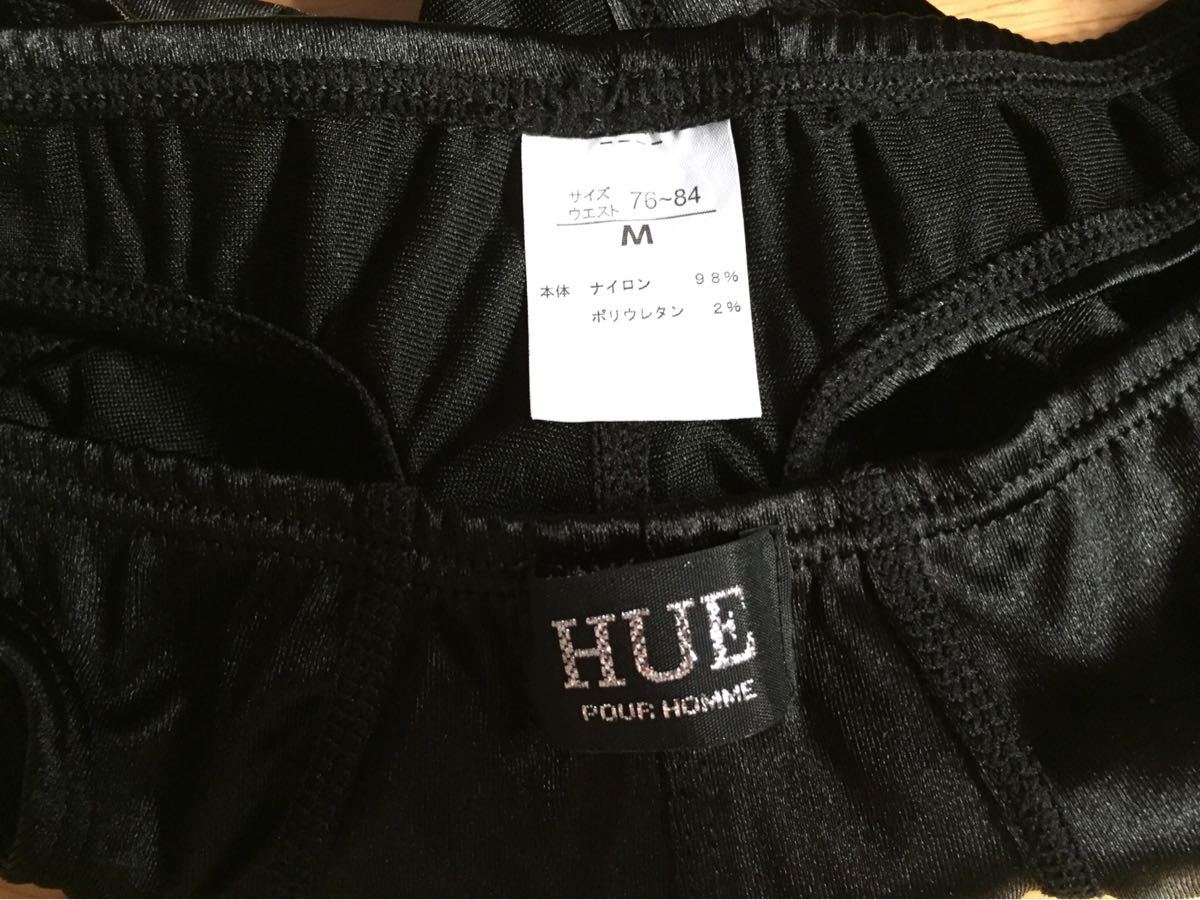 サイズ
ウエスト 76~84
M
本体 ナイロン 98%
ポリウレタン 2%
HUE
POUR HOMME